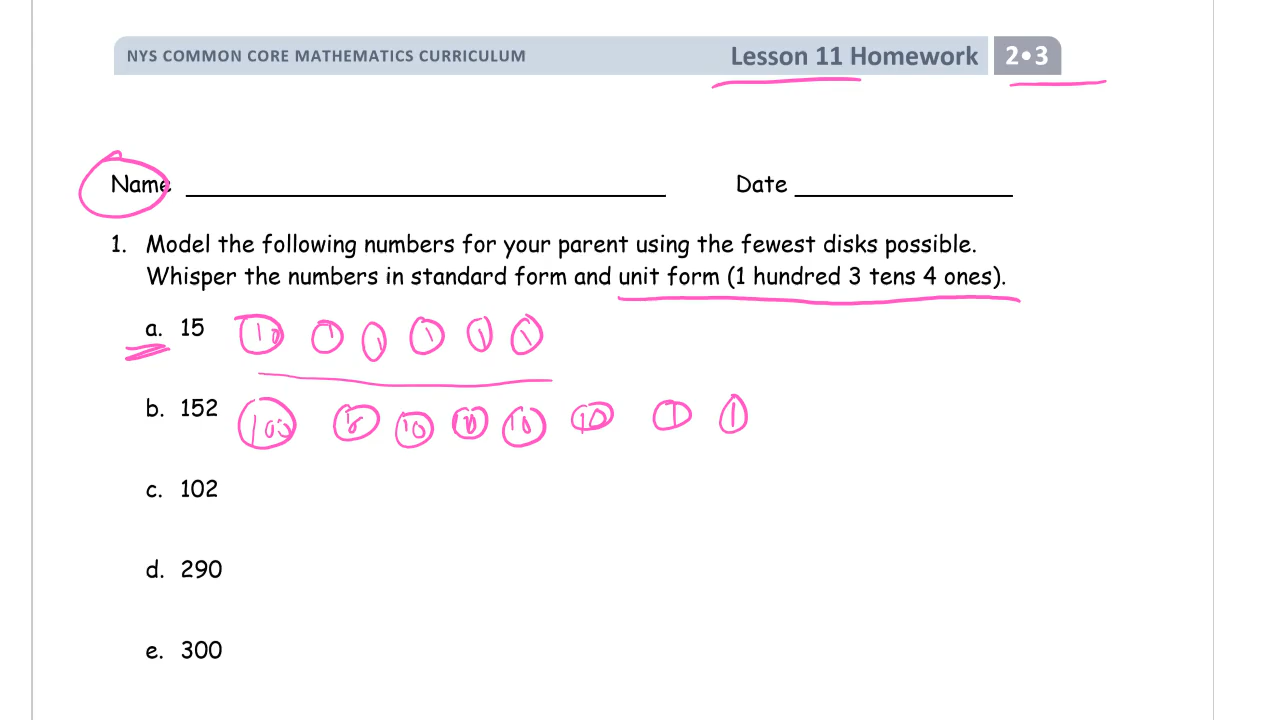 NYS COMMON CORE MATHEMATICS CURRICULUM Lesson 11 Homework 2•3
Name Date
1. Model the following numbers for your parent using the fewest disks possible.
Whisper the numbers in standard form and unit form (1 hundred 3 tens 4 ones).
a. 15 10 1 1 1 1 1
b. 152 100 10 10 10 10 1 1
c. 102
d. 290
e. 300